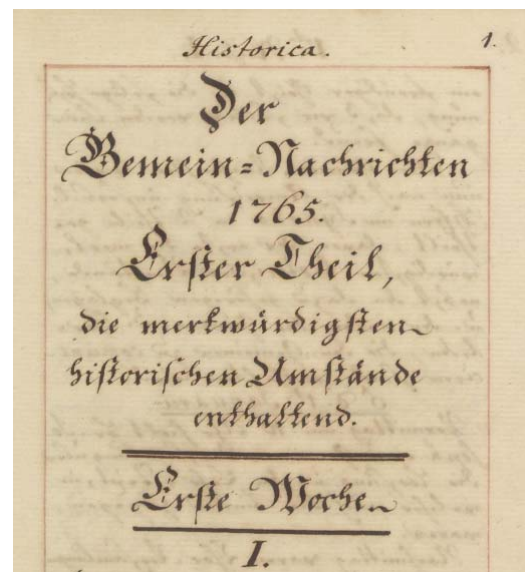 Historica. 1.
Der
Gemein=Nachrichten
1765.
Erster Theil,
die merkwürdigsten
historischen Umstände
enthaltend.
Erste Woche.
I.